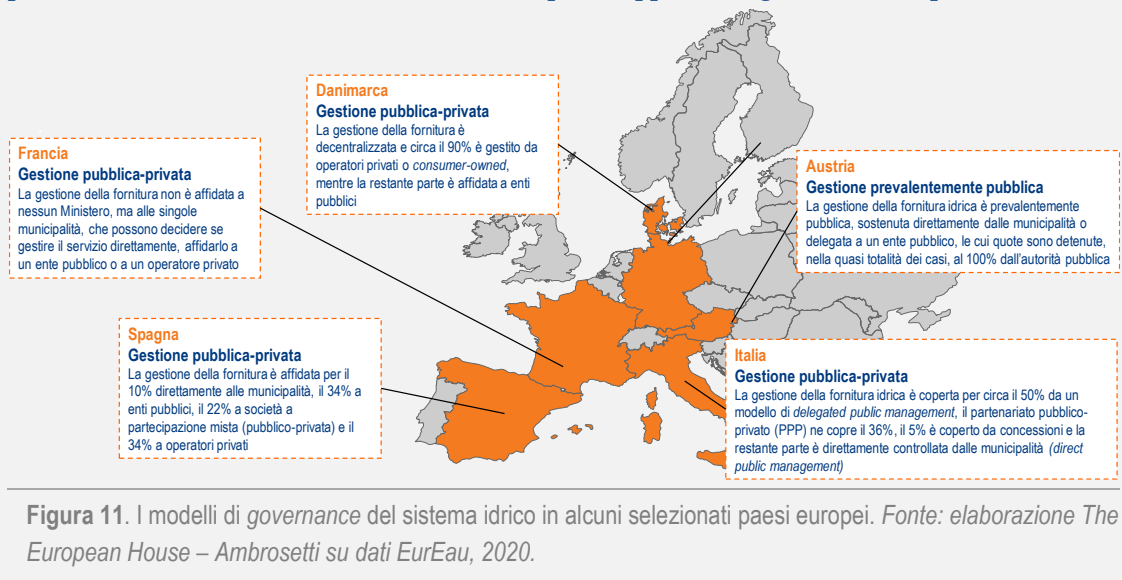 Danimarca
Gestione pubblica-privata
La gestione della fornitura è
decentralizzata e circa il 90% è gestito da
operatori privati o consumer-owned,
mentre la restante parte è affidata a enti
pubblici
Francia
Gestione pubblica-privata
La gestione della fornitura non è affidata a
nessun Ministero, ma alle singole
municipalità, che possono decidere se
gestire il servizio direttamente, affidarlo a
un ente pubblico o a un operatore privato
Austria
Gestione prevalentemente pubblica
La gestione della fornitura idrica è prevalentemente
pubblica, sostenuta direttamente dalle municipalità o
delegata a un ente pubblico, le cui quote sono detenute,
nella quasi totalità dei casi, al 100% dall'autorità pubblica
Spagna
Gestione pubblica-privata
La gestione della fornitura è affidata per il
10% direttamente alle municipalità, il 34% a
enti pubblici, il 22% a società a
partecipazione mista (pubblico-privata) e il
34% a operatori privati
Italia
Gestione pubblica-privata
La gestione della fornitura idrica è coperta per circa il 50% da un
modello di delegated public management, il partenariato pubblico-
privato (PPP) ne copre il 36%, il 5% è coperto da concessioni e la
restante parte è direttamente controllata dalle municipalità (direct
public management)
Figura 11. I modelli di governance del sistema idrico in alcuni selezionati paesi europei. Fonte: elaborazione The
European House – Ambrosetti su dati EurEau, 2020.